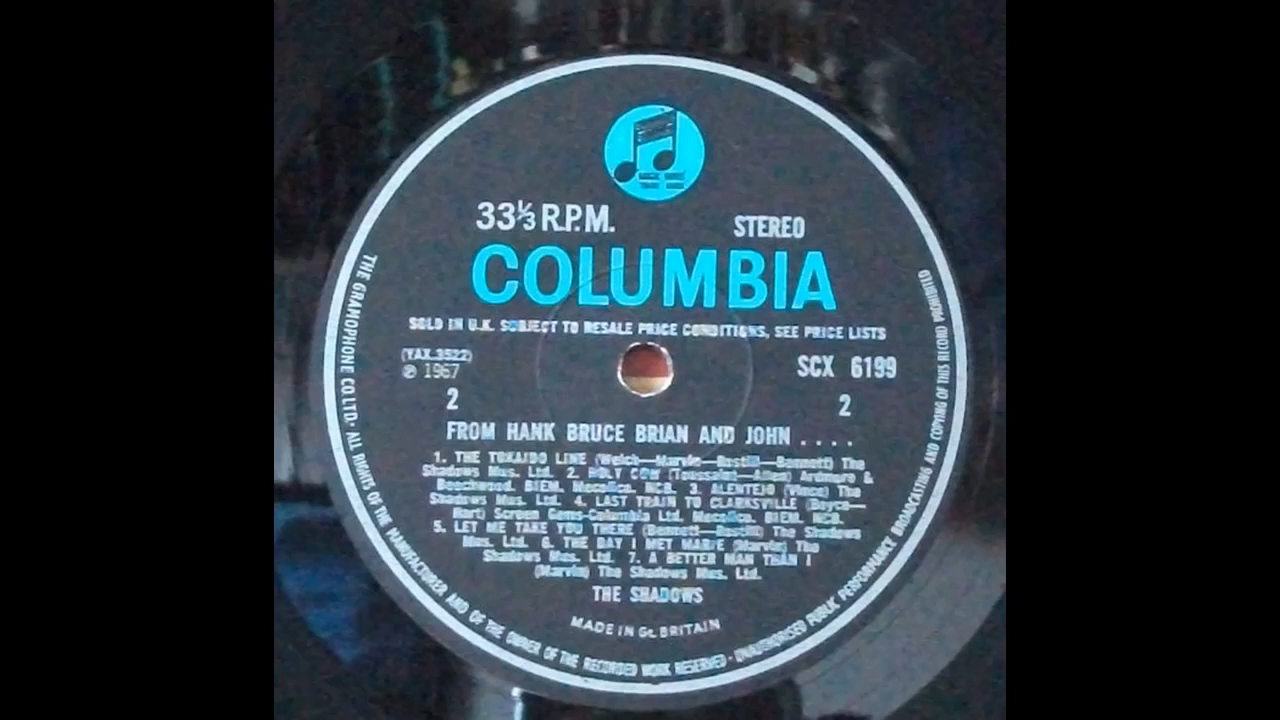 33⅓ R.P.M. STEREO
COLUMBIA
SOLD IN U.K. SUBJECT TO RESALE PRICE CONDITIONS, SEE PRICE LISTS
(YAX.3522) SCX 6199
℗ 1967
2 2
FROM HANK BRUCE BRIAN AND JOHN . . . .
1. THE TOKAIDO LINE (Welch—Marvin—Rostill—Bennett) The
Shadows Mus. Ltd. 2. HOLY COW (Toussaint—Allen) Ardmore &
Beechwood. BIEM. Mecolico. NCB. 3. ALENTEJO (Vince) The
Shadows Mus. Ltd. 4. LAST TRAIN TO CLARKSVILLE (Boyce—
Hart) Screen Gems-Columbia Ltd. Mecolico. BIEM. NCB.
5. LET ME TAKE YOU THERE (Bennett—Rostill) The Shadows
Mus. Ltd. 6. THE DAY I MET MARIE (Marvin) The
Shadows Mus. Ltd. 7. A BETTER MAN THAN I
(Marvin) The Shadows Mus. Ltd.
THE SHADOWS
MADE IN Gt. BRITAIN
THE GRAMOPHONE CO. LTD. · ALL RIGHTS OF THE MANUFACTURER AND OF THE OWNER OF THE RECORDED WORK RESERVED · UNAUTHORISED PUBLIC PERFORMANCE BROADCASTING AND COPYING OF THIS RECORD PROHIBITED